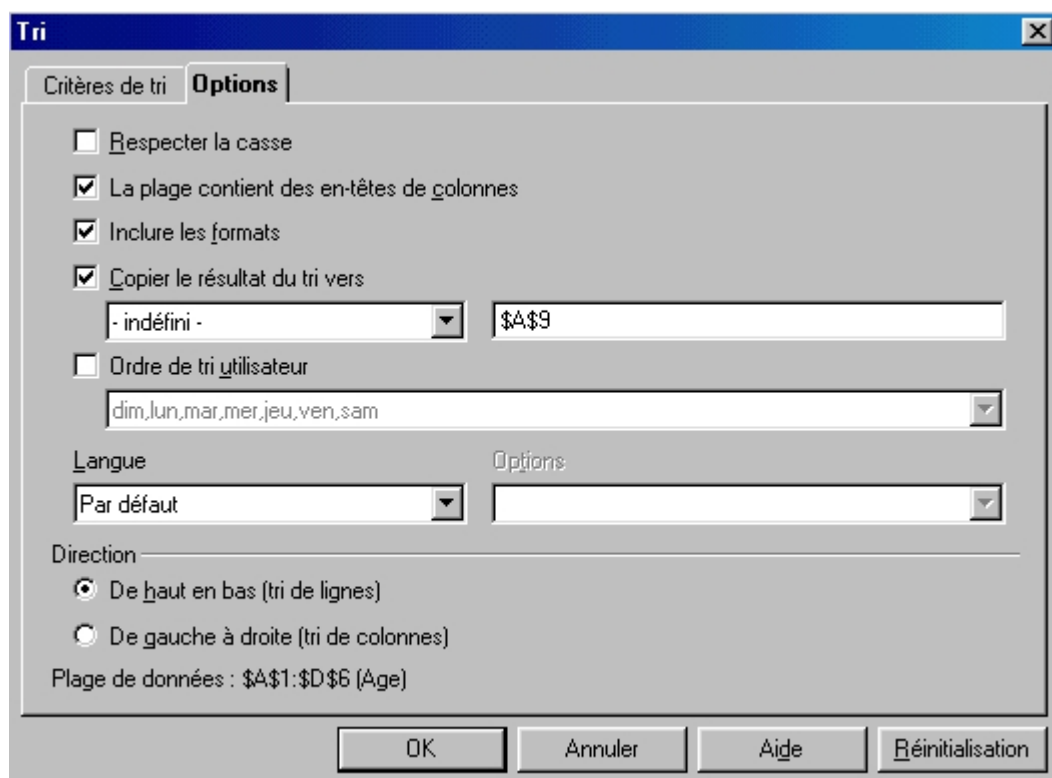 Tri
Critères de tri Options
Respecter la casse
La plage contient des en-têtes de colonnes
Inclure les formats
Copier le résultat du tri vers
- indéfini - $A$9
Ordre de tri utilisateur
dim,lun,mar,mer,jeu,ven,sam
Langue Options
Par défaut
Direction
De haut en bas (tri de lignes)
De gauche à droite (tri de colonnes)
Plage de données : $A$1:$D$6 (Age)
OK Annuler Aide Réinitialisation